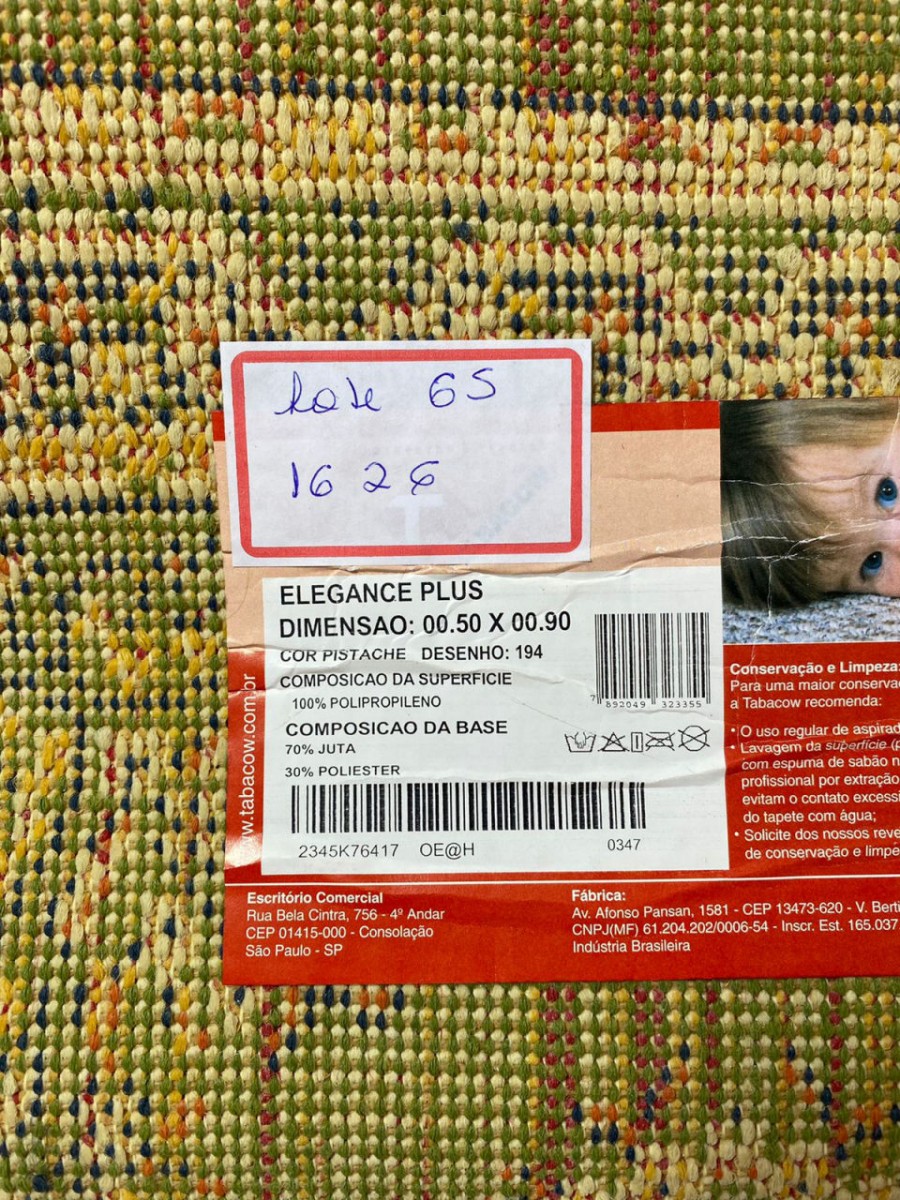 Lote 65
1626
ELEGANCE PLUS
DIMENSAO: 00.50 X 00.90
COR PISTACHE DESENHO: 194
COMPOSICAO DA SUPERFICIE
100% POLIPROPILENO
7 892049 323355
COMPOSICAO DA BASE
70% JUTA
30% POLIESTER
2345K76417 OE@H 0347
www.tabacow.com.br
Conservação e Limpeza:
Para uma maior conserva
a Tabacow recomenda:
• O uso regular de aspirad
• Lavagem da superfície (p
com espuma de sabão n
profissional por extração
evitam o contato excessi
do tapete com água;
• Solicite dos nossos reve
de conservação e limpe
Escritório Comercial
Rua Bela Cintra, 756 - 4º Andar
CEP 01415-000 - Consolação
São Paulo - SP
Fábrica:
Av. Afonso Pansan, 1581 - CEP 13473-620 - V. Berti
CNPJ(MF) 61.204.202/0006-54 - Inscr. Est. 165.037
Indústria Brasileira